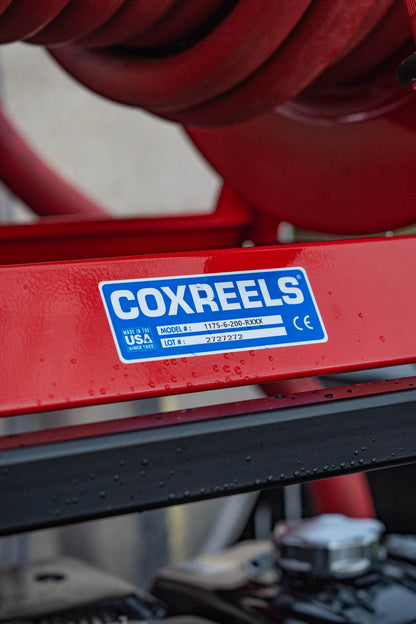 COXREELS®
MADE IN THE
USA
SINCE 1923
MODEL #: 1175-6-200-RXXX
LOT #: 2727272
CE